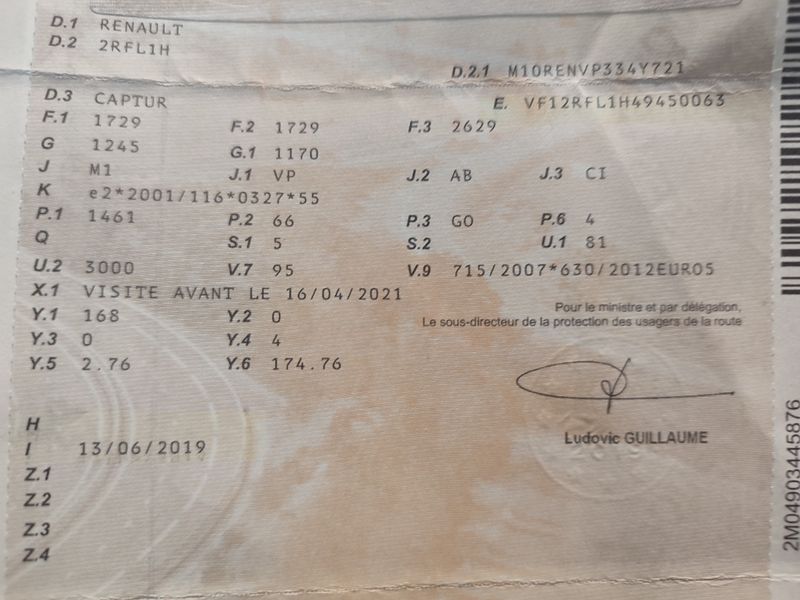 D.1 RENAULT
D.2 2RFL1H
D.2.1 M10RENVP334Y721
D.3 CAPTUR E. VF12RFL1H49450063
F.1 1729 F.2 1729 F.3 2629
G 1245 G.1 1170
J M1 J.1 VP J.2 AB J.3 CI
K e2*2001/116*0327*55
P.1 1461 P.2 66 P.3 GO P.6 4
Q S.1 5 S.2 U.1 81
U.2 3000 V.7 95 V.9 715/2007*630/2012EURO5
X.1 VISITE AVANT LE 16/04/2021
Y.1 168 Y.2 0
Pour le ministre et par délégation,
Le sous-directeur de la protection des usagers de la route
Y.3 0 Y.4 4
Y.5 2.76 Y.6 174.76
H
I 13/06/2019
Ludovic GUILLAUME
Z.1
Z.2
Z.3
Z.4
2M04903445876